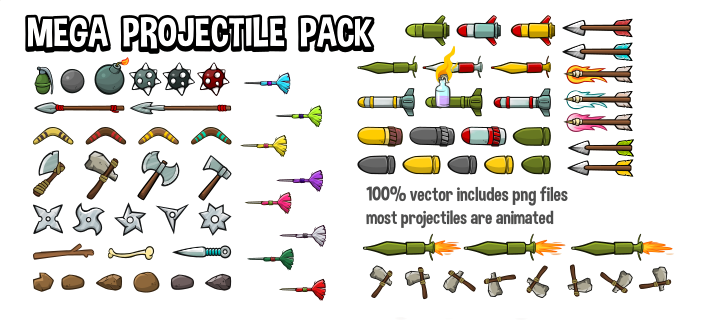 MEGA PROJECTILE PACK
100% vector includes png files
most projectiles are animated